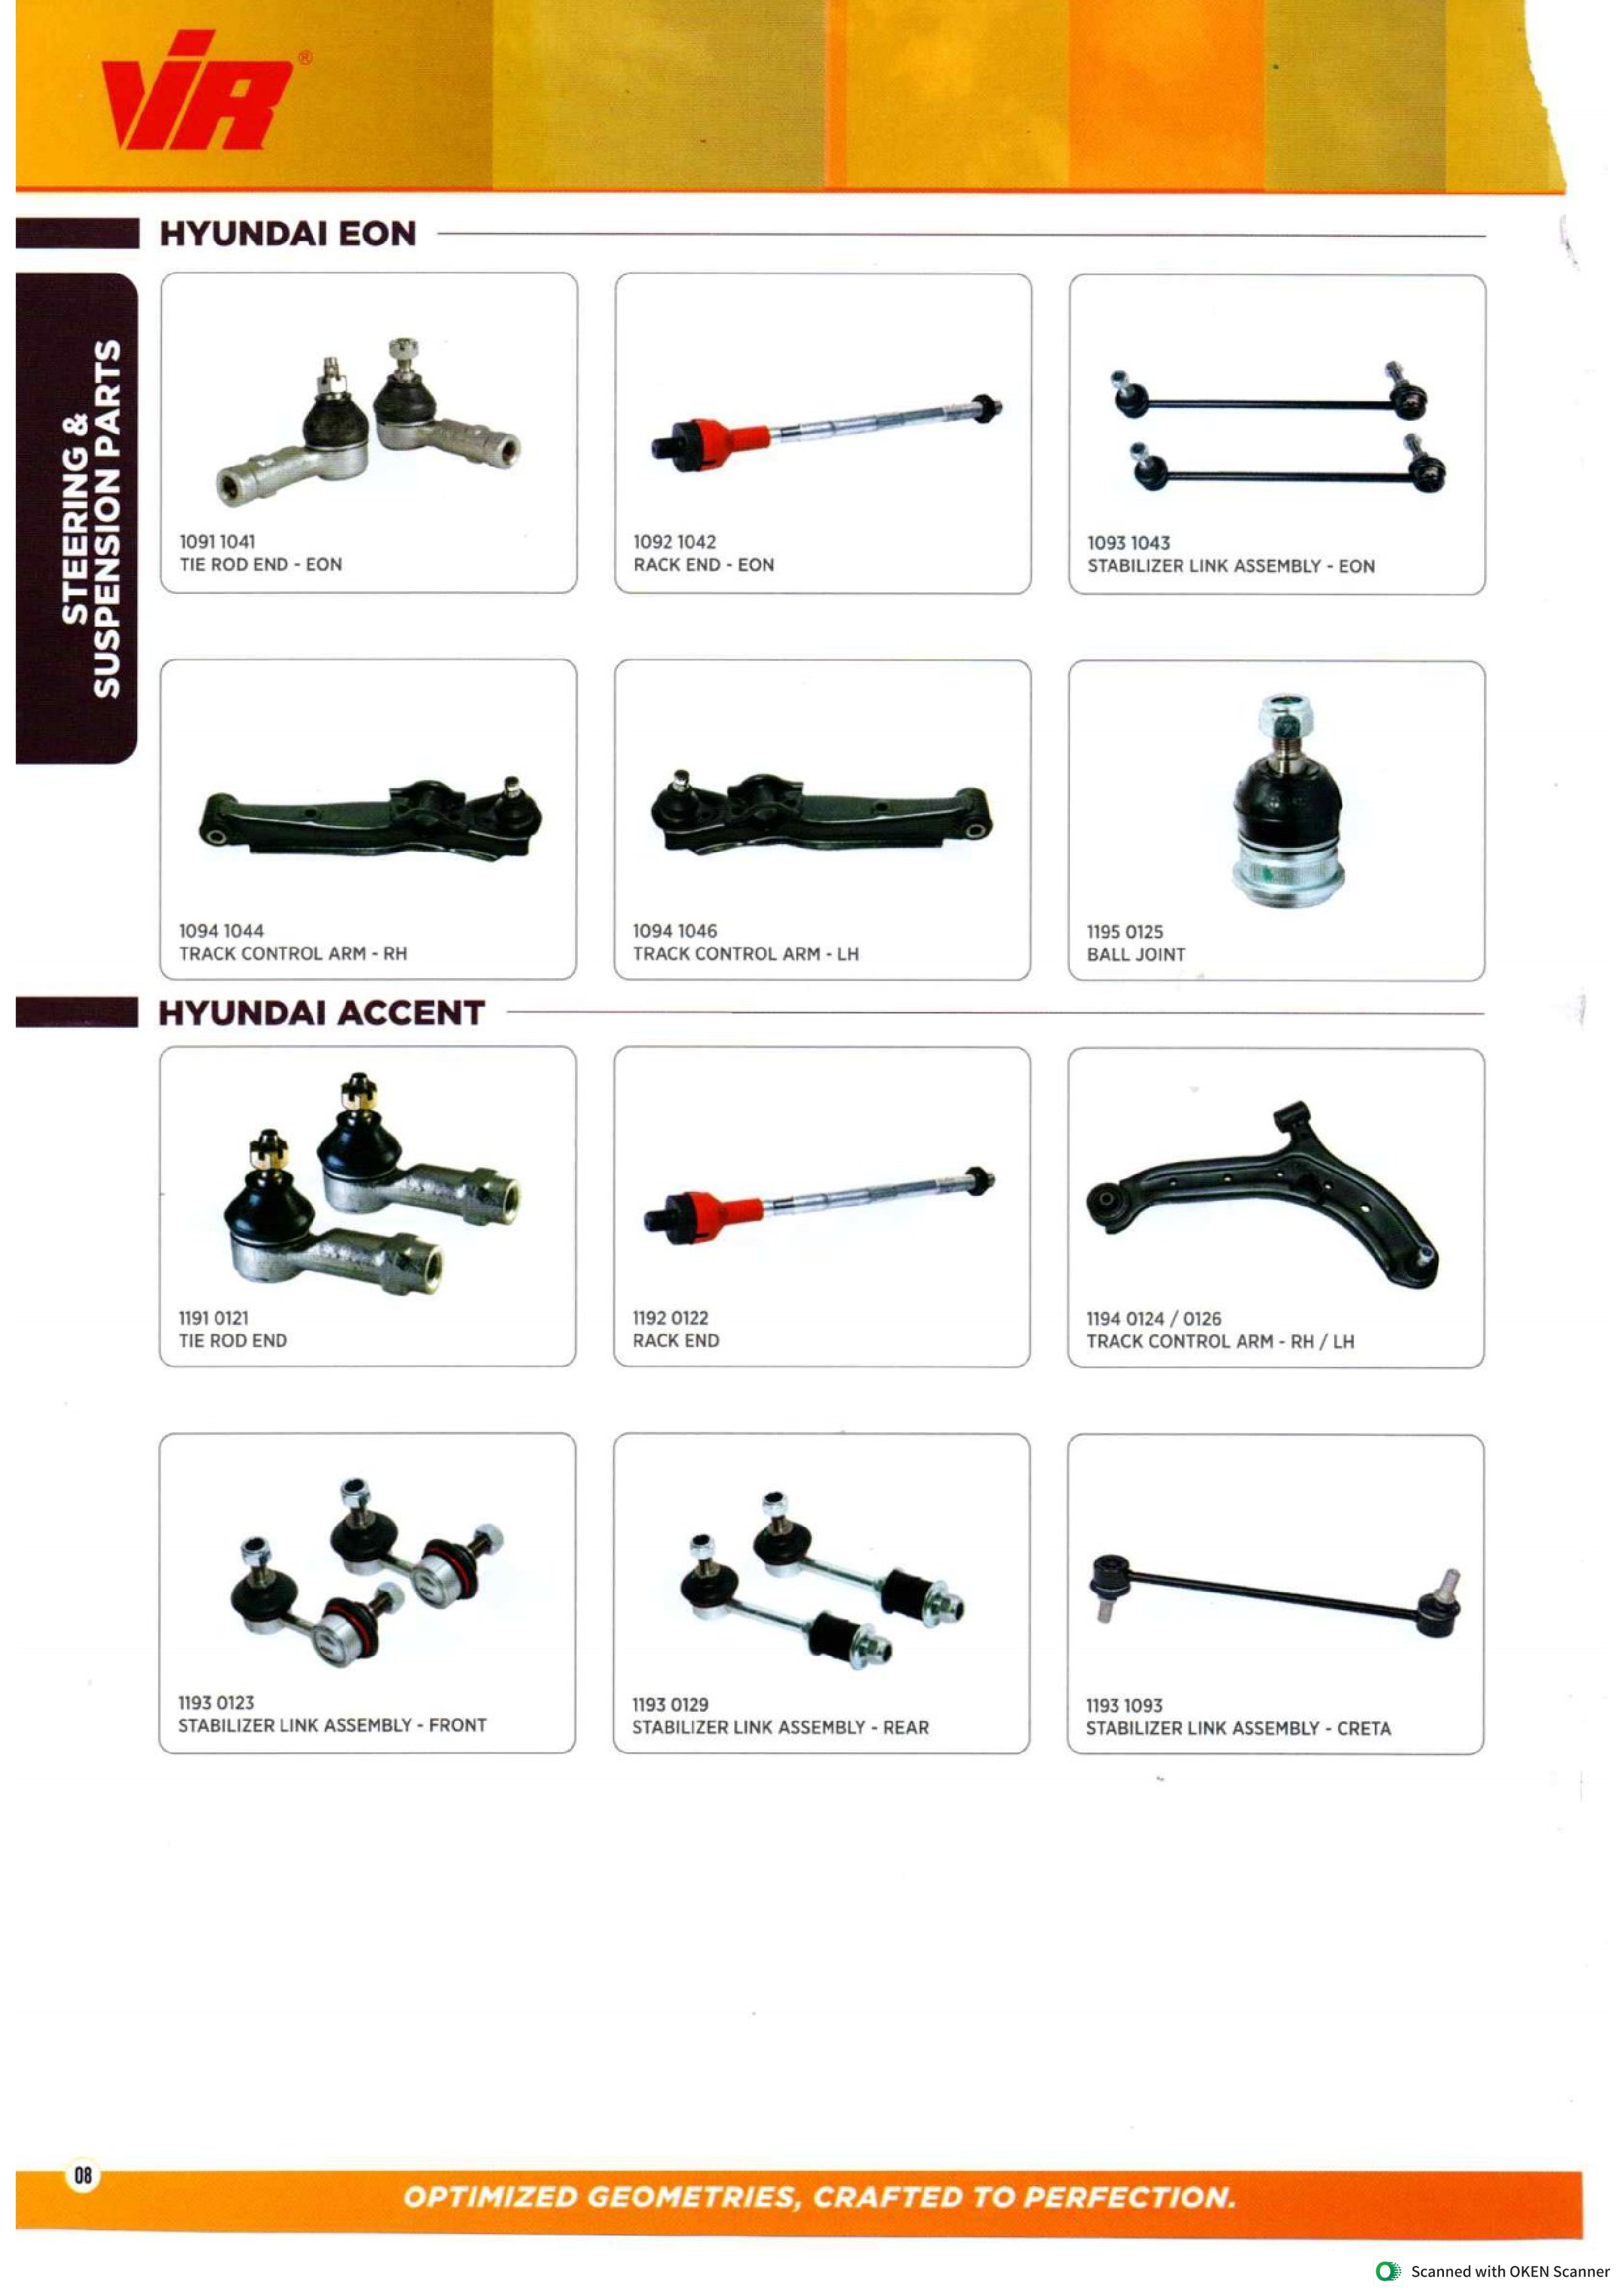 ViR®
HYUNDAI EON
STEERING &
SUSPENSION PARTS
1091 1041
TIE ROD END - EON
1092 1042
RACK END - EON
1093 1043
STABILIZER LINK ASSEMBLY - EON
1094 1044
TRACK CONTROL ARM - RH
1094 1046
TRACK CONTROL ARM - LH
1195 0125
BALL JOINT
HYUNDAI ACCENT
1191 0121
TIE ROD END
1192 0122
RACK END
1194 0124 / 0126
TRACK CONTROL ARM - RH / LH
1193 0123
STABILIZER LINK ASSEMBLY - FRONT
1193 0129
STABILIZER LINK ASSEMBLY - REAR
1193 1093
STABILIZER LINK ASSEMBLY - CRETA
08
OPTIMIZED GEOMETRIES, CRAFTED TO PERFECTION.
Scanned with OKEN Scanner